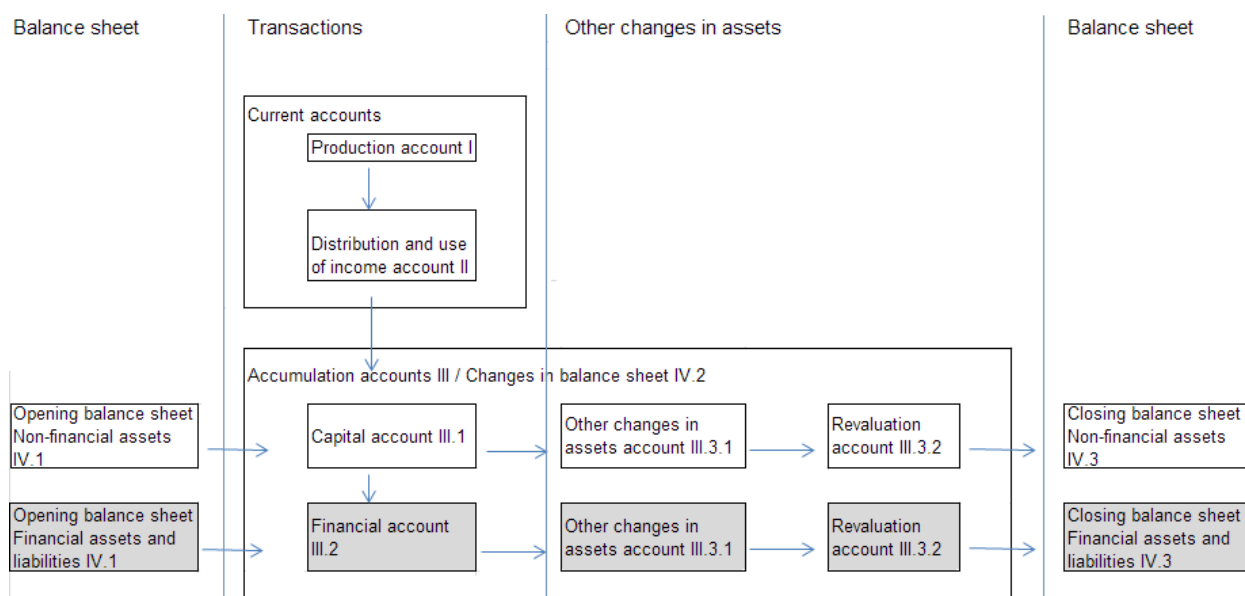 Balance sheet
Transactions
Other changes in assets
Balance sheet
Current accounts
Production account I
Distribution and use
of income account II
Accumulation accounts III / Changes in balance sheet IV.2
Opening balance sheet
Non-financial assets
IV.1
Capital account III.1
Other changes in
assets account III.3.1
Revaluation
account III.3.2
Closing balance sheet
Non-financial assets
IV.3
Opening balance sheet
Financial assets and
liabilities IV.1
Financial account
III.2
Other changes in
assets account III.3.1
Revaluation
account III.3.2
Closing balance sheet
Financial assets and
liabilities IV.3